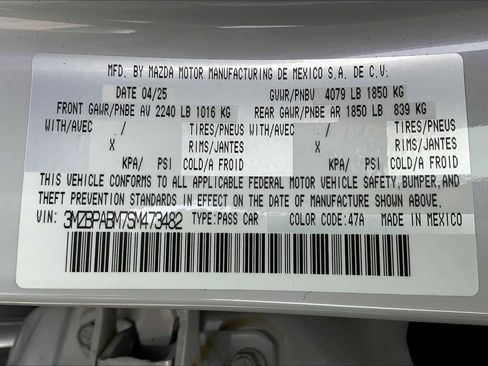 MFD. BY MAZDA MOTOR MANUFACTURING DE MEXICO S.A. DE C.V.
DATE 04/25 GVWR/PNBV 4079 LB 1850 KG
FRONT GAWR/PNBE AV 2240 LB 1016 KG REAR GAWR/PNBE AR 1850 LB 839 KG
WITH/AVEC / TIRES/PNEUS WITH/AVEC / TIRES/PNEUS
X RIMS/JANTES X RIMS/JANTES
KPA/ PSI COLD/A FROID KPA/ PSI COLD/A FROID
THIS VEHICLE CONFORMS TO ALL APPLICABLE FEDERAL MOTOR VEHICLE SAFETY, BUMPER, AND
THEFT PREVENTION STANDARDS IN EFFECT ON THE DATE OF MANUFACTURE SHOWN ABOVE.
VIN: 3MZBPABM7SM473482 TYPE: PASS CAR COLOR CODE: 47A MADE IN MEXICO